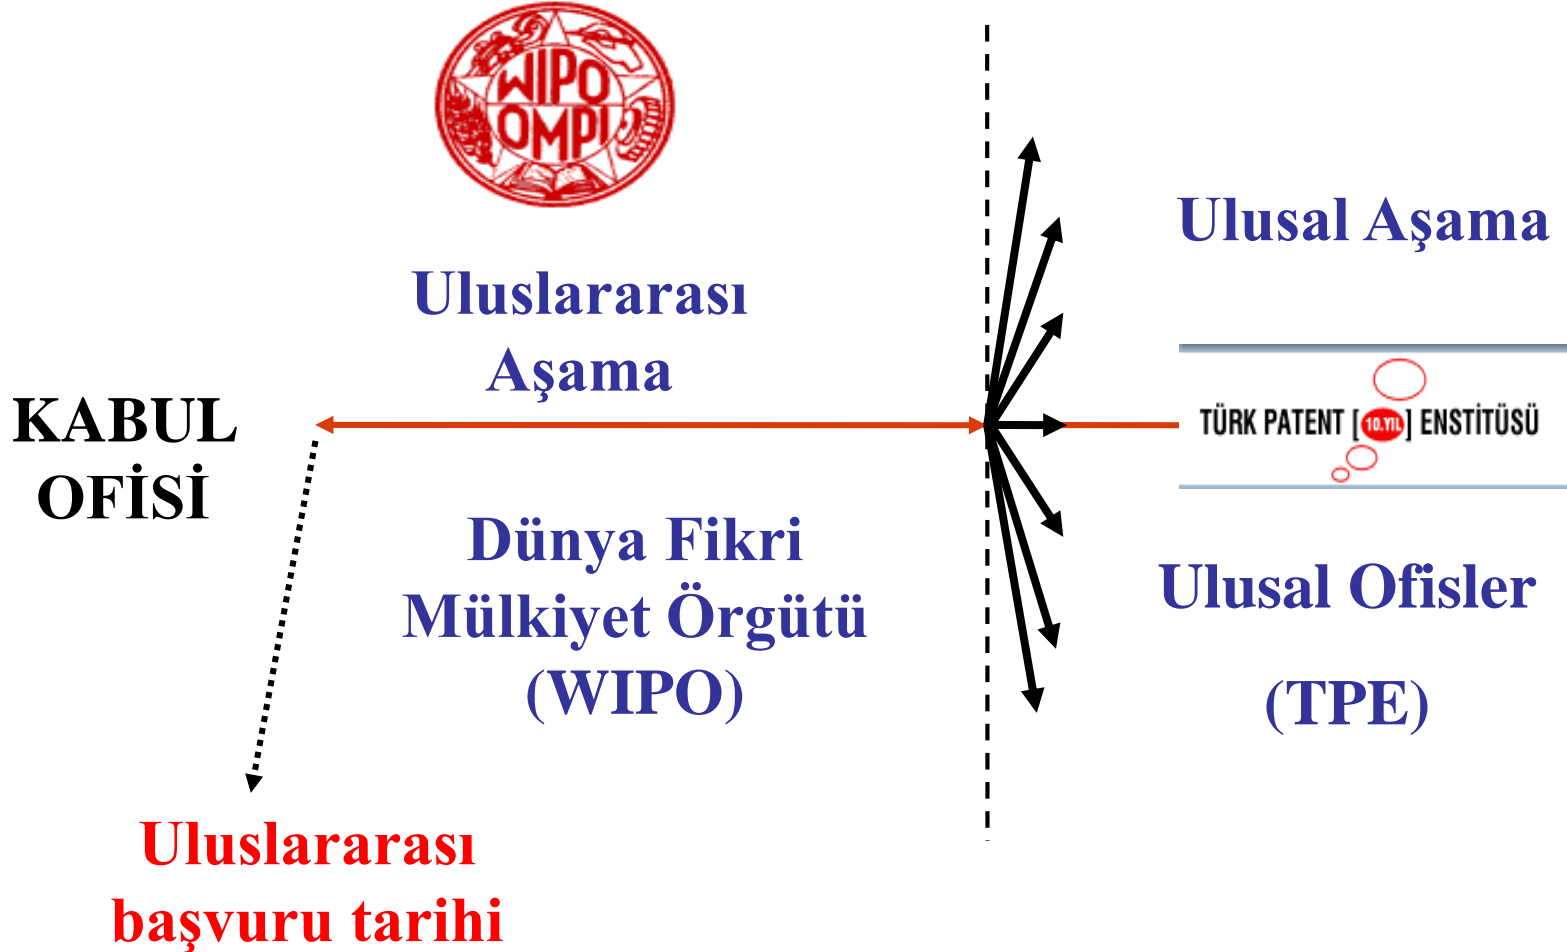 WIPO
OMPI
Uluslararası
Aşama
KABUL
OFİSİ
Dünya Fikri
Mülkiyet Örgütü
(WIPO)
Uluslararası
başvuru tarihi
Ulusal Aşama
TÜRK PATENT [10.YIL] ENSTİTÜSÜ
Ulusal Ofisler
(TPE)